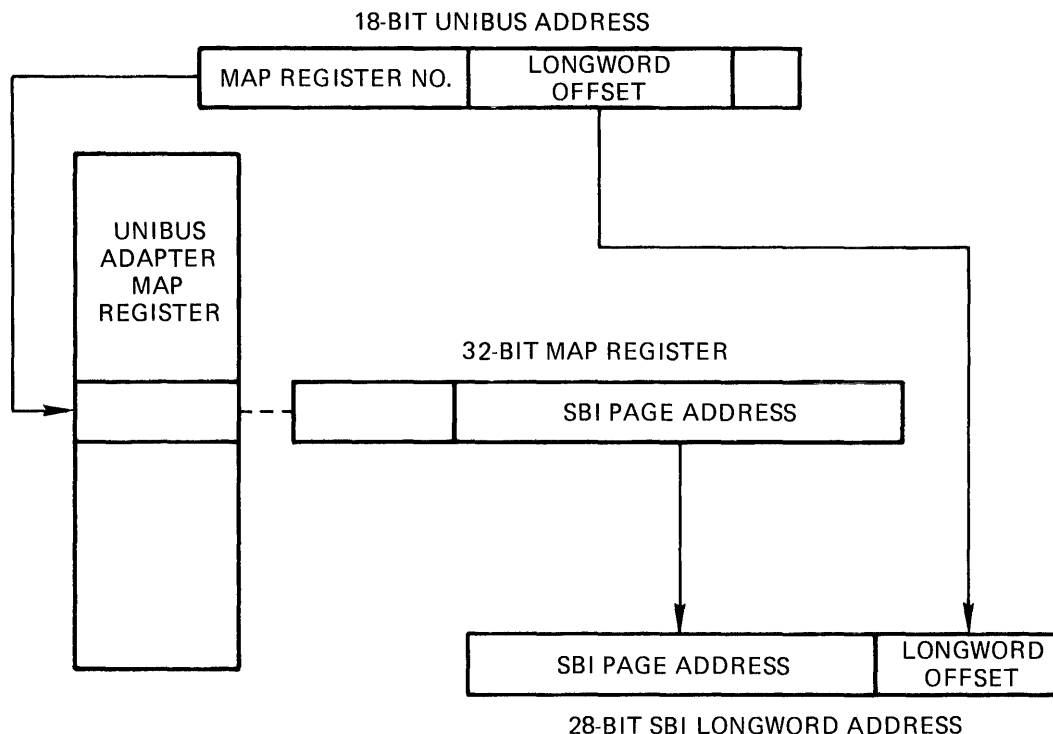 18-BIT UNIBUS ADDRESS
MAP REGISTER NO.
LONGWORD
OFFSET
UNIBUS
ADAPTER
MAP
REGISTER
32-BIT MAP REGISTER
SBI PAGE ADDRESS
SBI PAGE ADDRESS
LONGWORD
OFFSET
28-BIT SBI LONGWORD ADDRESS